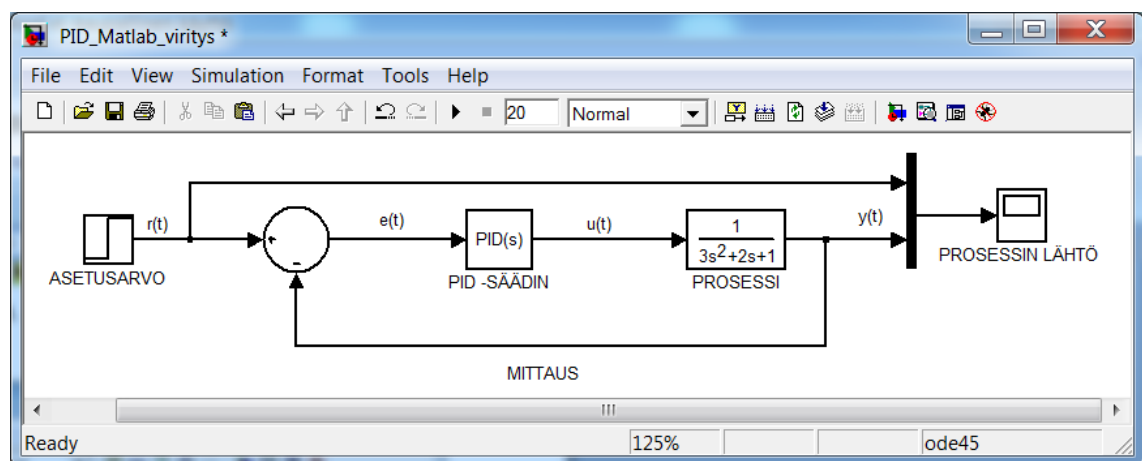 PID_Matlab_viritys *
File Edit View Simulation Format Tools Help
20 Normal
r(t) e(t) u(t) y(t)
PID(s)
1
3s²+2s+1
ASETUSARVO PID -SÄÄDIN PROSESSI PROSESSIN LÄHTÖ
MITTAUS
Ready 125% ode45